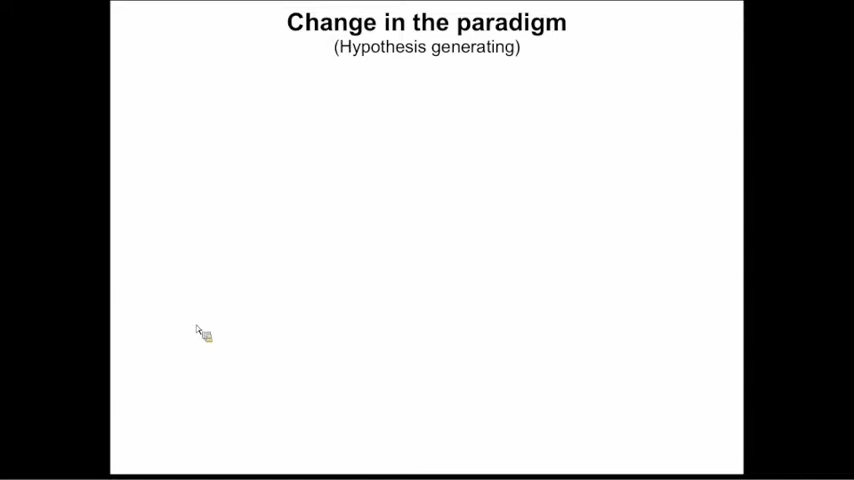 Change in the paradigm
(Hypothesis generating)